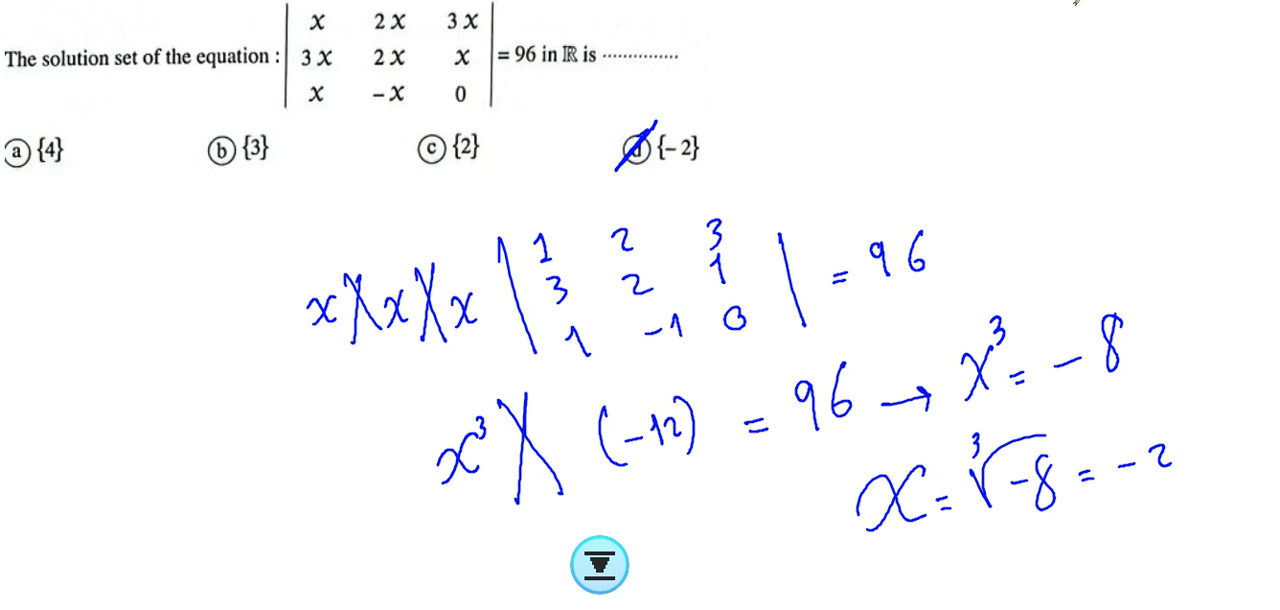 x 2x 3x
The solution set of the equation : 3x 2x x = 96 in ℝ is ...............
x -x 0
a {4} b {3} c {2} d {-2}
x × x × x | 1 2 3 | = 96
3 2 1
1 -1 0
x³ × (-12) = 96 → x³ = -8
x = ³√-8 = -2